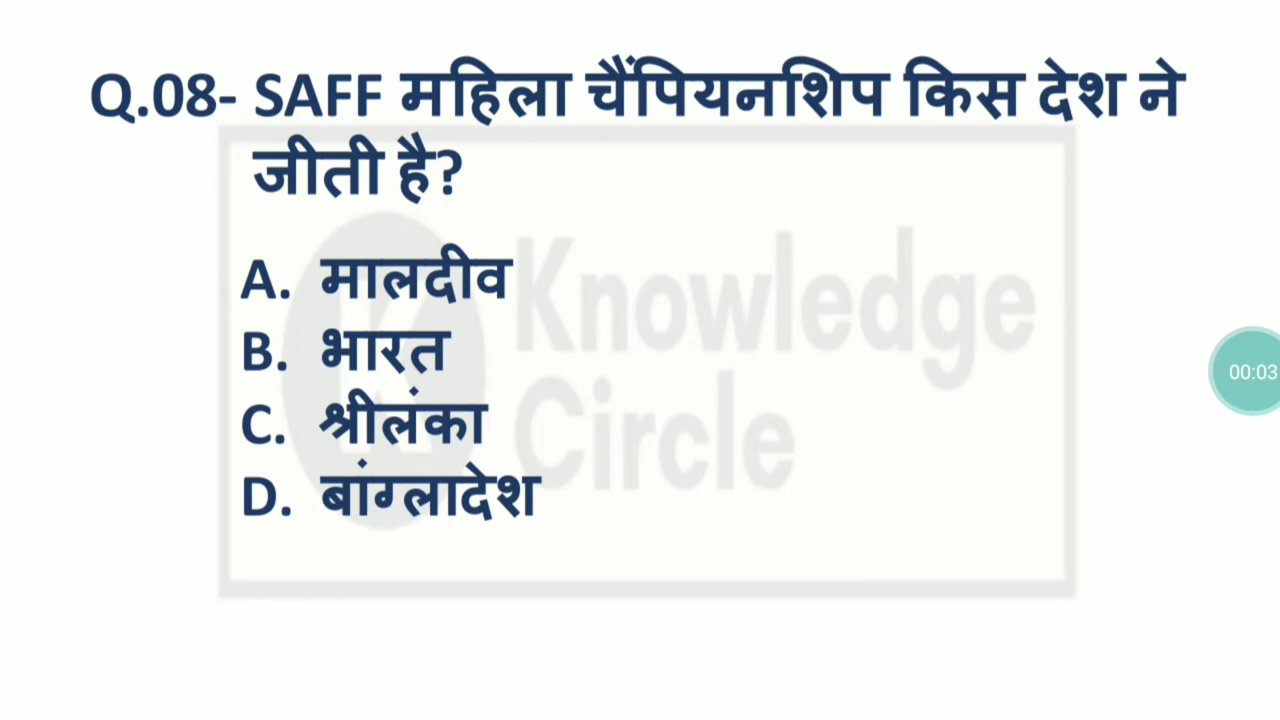 Q.08- SAFF महिला चैंपियनशिप किस देश ने
जीती है?
A. मालदीव
B. भारत
C. श्रीलंका
D. बांग्लादेश
Knowledge
Circle
00:03